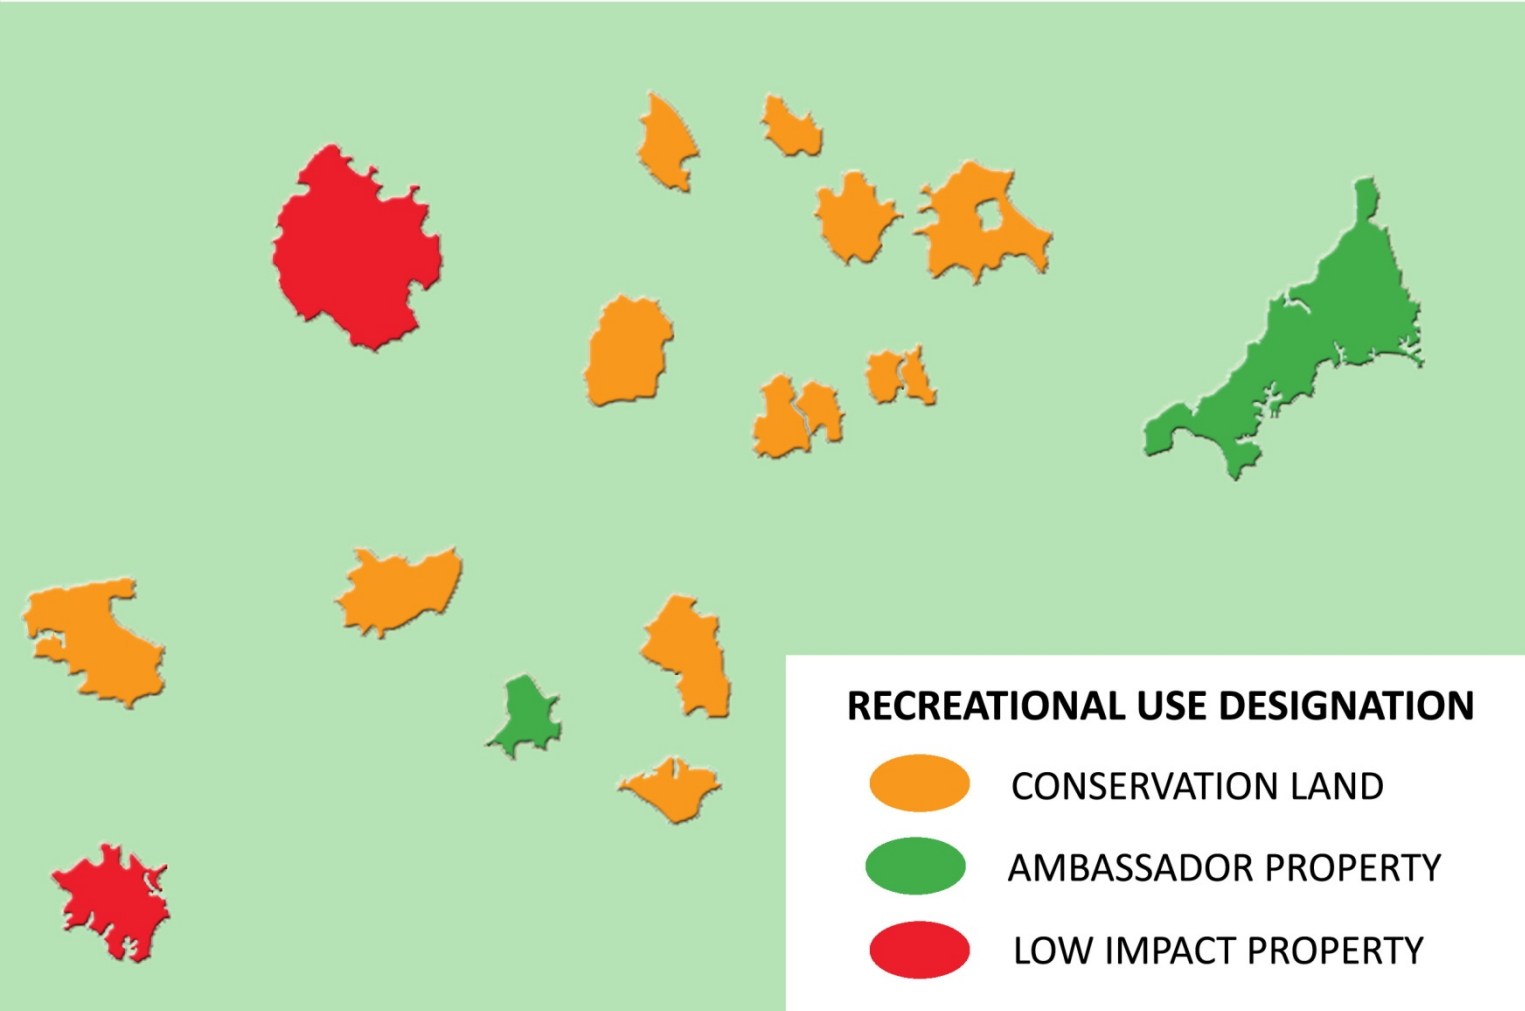 RECREATIONAL USE DESIGNATION
CONSERVATION LAND
AMBASSADOR PROPERTY
LOW IMPACT PROPERTY